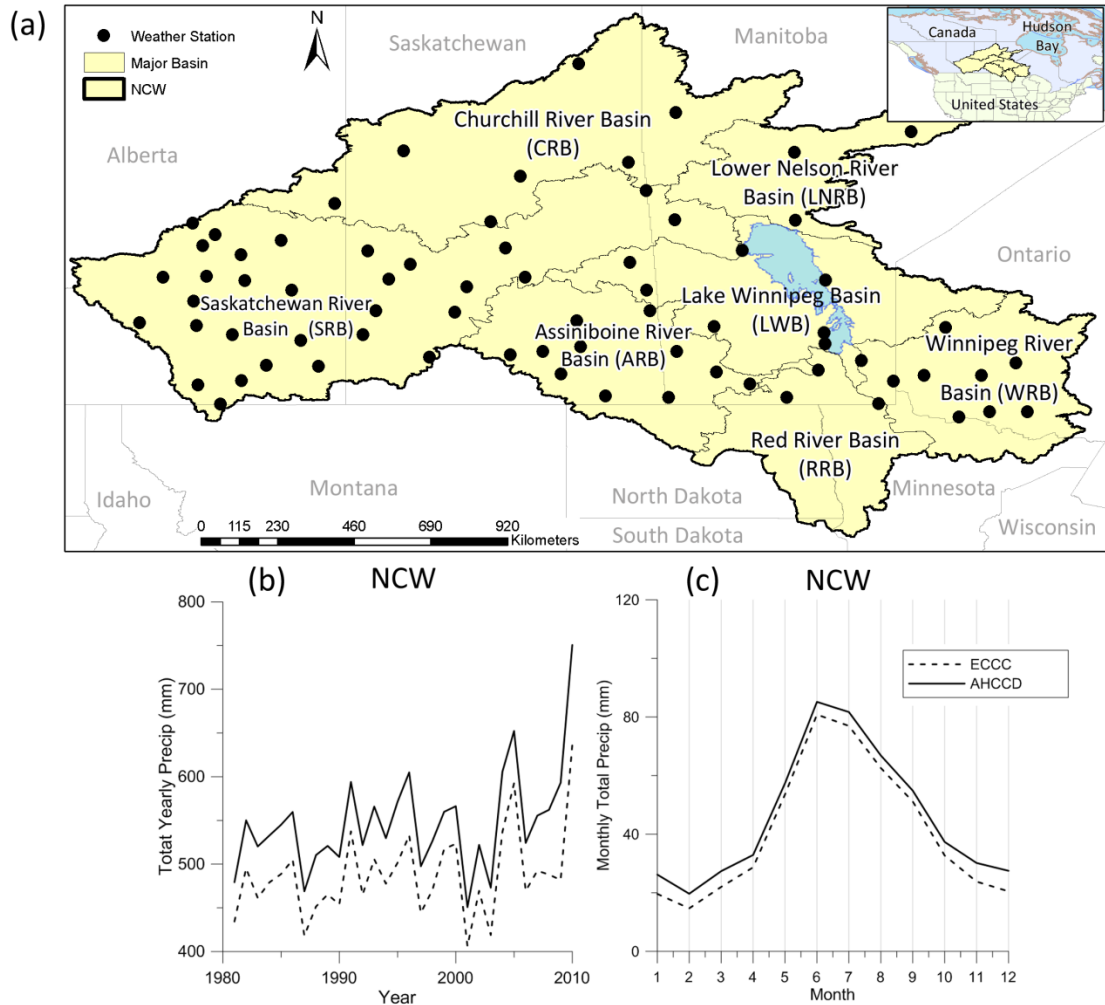 (a)
N
Weather Station
Major Basin
NCW
Saskatchewan
Manitoba
Canada
Hudson
Bay
United States
Alberta
Churchill River Basin
(CRB)
Lower Nelson River
Basin (LNRB)
Ontario
Saskatchewan River
Basin (SRB)
Lake Winnipeg Basin
(LWB)
Assiniboine River
Basin (ARB)
Winnipeg River
Basin (WRB)
Red River Basin
(RRB)
Idaho
Montana
North Dakota
South Dakota
Minnesota
Wisconsin
0 115 230 460 690 920
Kilometers
(b) NCW
800
700
600
500
400
1980 1990 2000 2010
Totat Yearly Precip (mm)
Year
(c) NCW
120
80
40
0
1 2 3 4 5 6 7 8 9 10 11 12
Monthly Total Precip (mm)
Month
ECCC
AHCCD